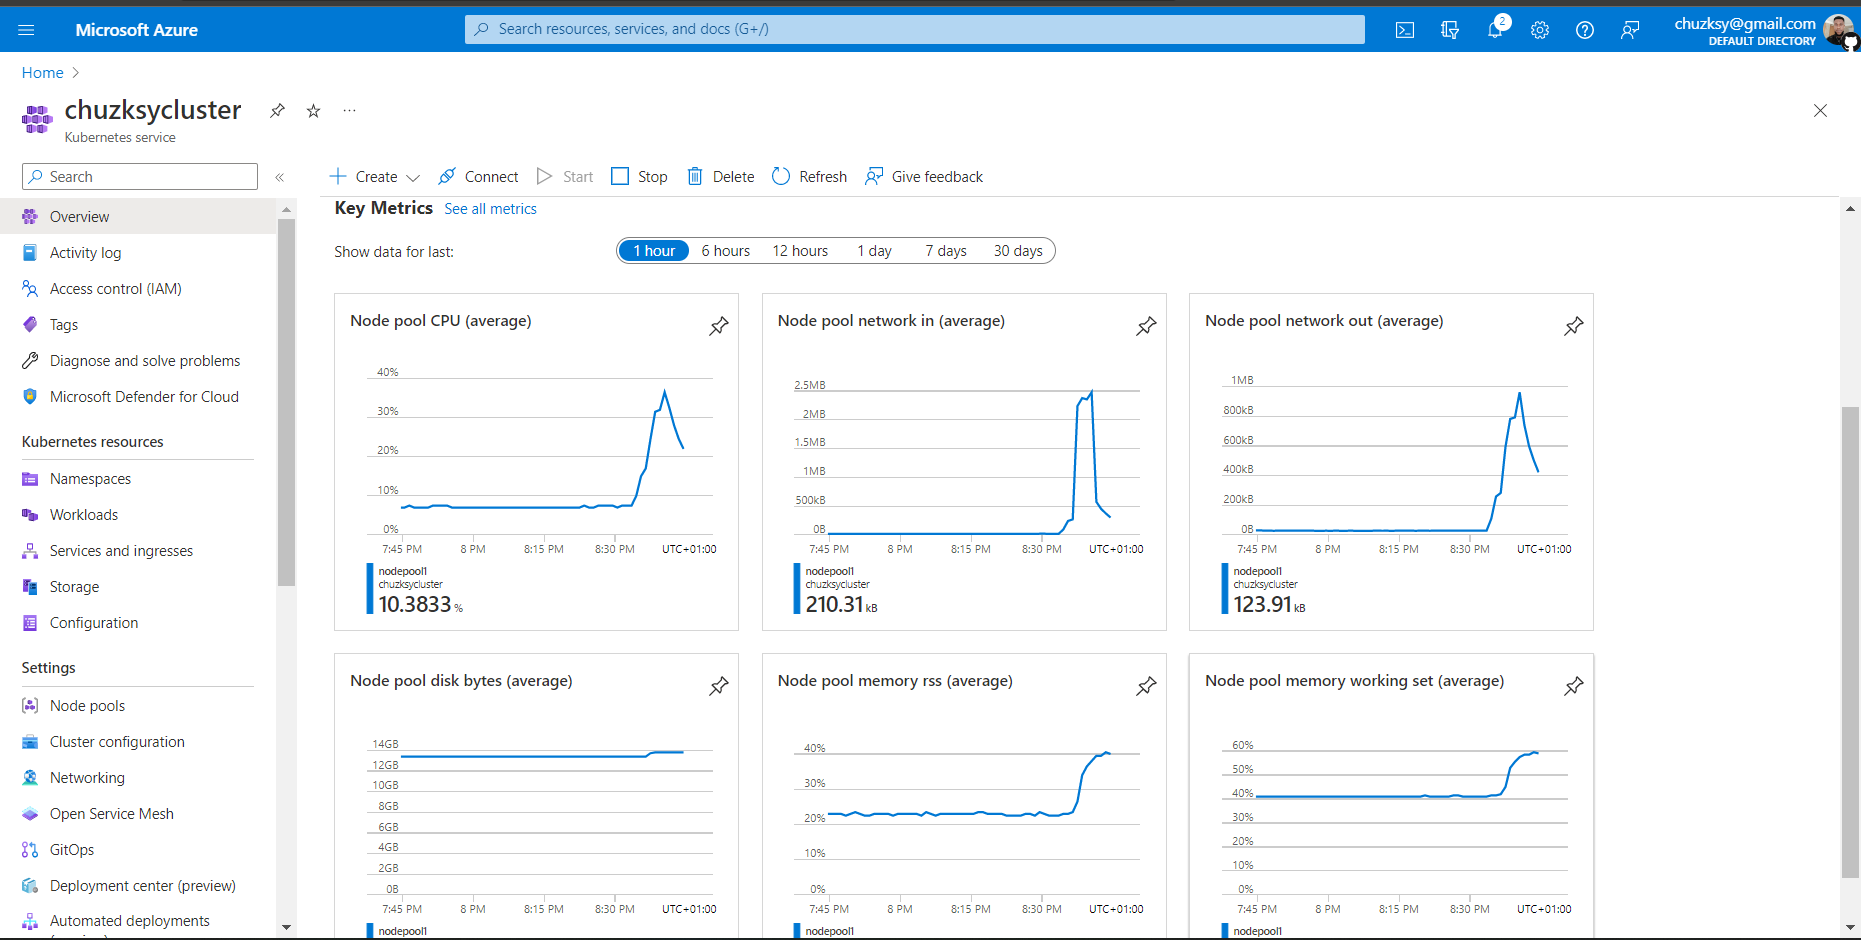 Microsoft Azure
Search resources, services, and docs (G+/)
2
chuzksy@gmail.com
DEFAULT DIRECTORY
Home
chuzksycluster
Kubernetes service
Search
Create
Connect
Start
Stop
Delete
Refresh
Give feedback
Overview
Activity log
Access control (IAM)
Tags
Diagnose and solve problems
Microsoft Defender for Cloud
Kubernetes resources
Namespaces
Workloads
Services and ingresses
Storage
Configuration
Settings
Node pools
Cluster configuration
Networking
Open Service Mesh
GitOps
Deployment center (preview)
Automated deployments
Key Metrics See all metrics
Show data for last:
1 hour 6 hours 12 hours 1 day 7 days 30 days
Node pool CPU (average)
40%
30%
20%
10%
0%
7:45 PM 8 PM 8:15 PM 8:30 PM UTC+01:00
nodepool1
chuzksycluster
10.3833 %
Node pool network in (average)
2.5MB
2MB
1.5MB
1MB
500kB
0B
7:45 PM 8 PM 8:15 PM 8:30 PM UTC+01:00
nodepool1
chuzksycluster
210.31 kB
Node pool network out (average)
1MB
800kB
600kB
400kB
200kB
0B
7:45 PM 8 PM 8:15 PM 8:30 PM UTC+01:00
nodepool1
chuzksycluster
123.91 kB
Node pool disk bytes (average)
14GB
12GB
10GB
8GB
6GB
4GB
2GB
0B
7:45 PM 8 PM 8:15 PM 8:30 PM UTC+01:00
nodepool1
Node pool memory rss (average)
40%
30%
20%
10%
0%
7:45 PM 8 PM 8:15 PM 8:30 PM UTC+01:00
nodepool1
Node pool memory working set (average)
60%
50%
40%
30%
20%
10%
0%
7:45 PM 8 PM 8:15 PM 8:30 PM UTC+01:00
nodepool1